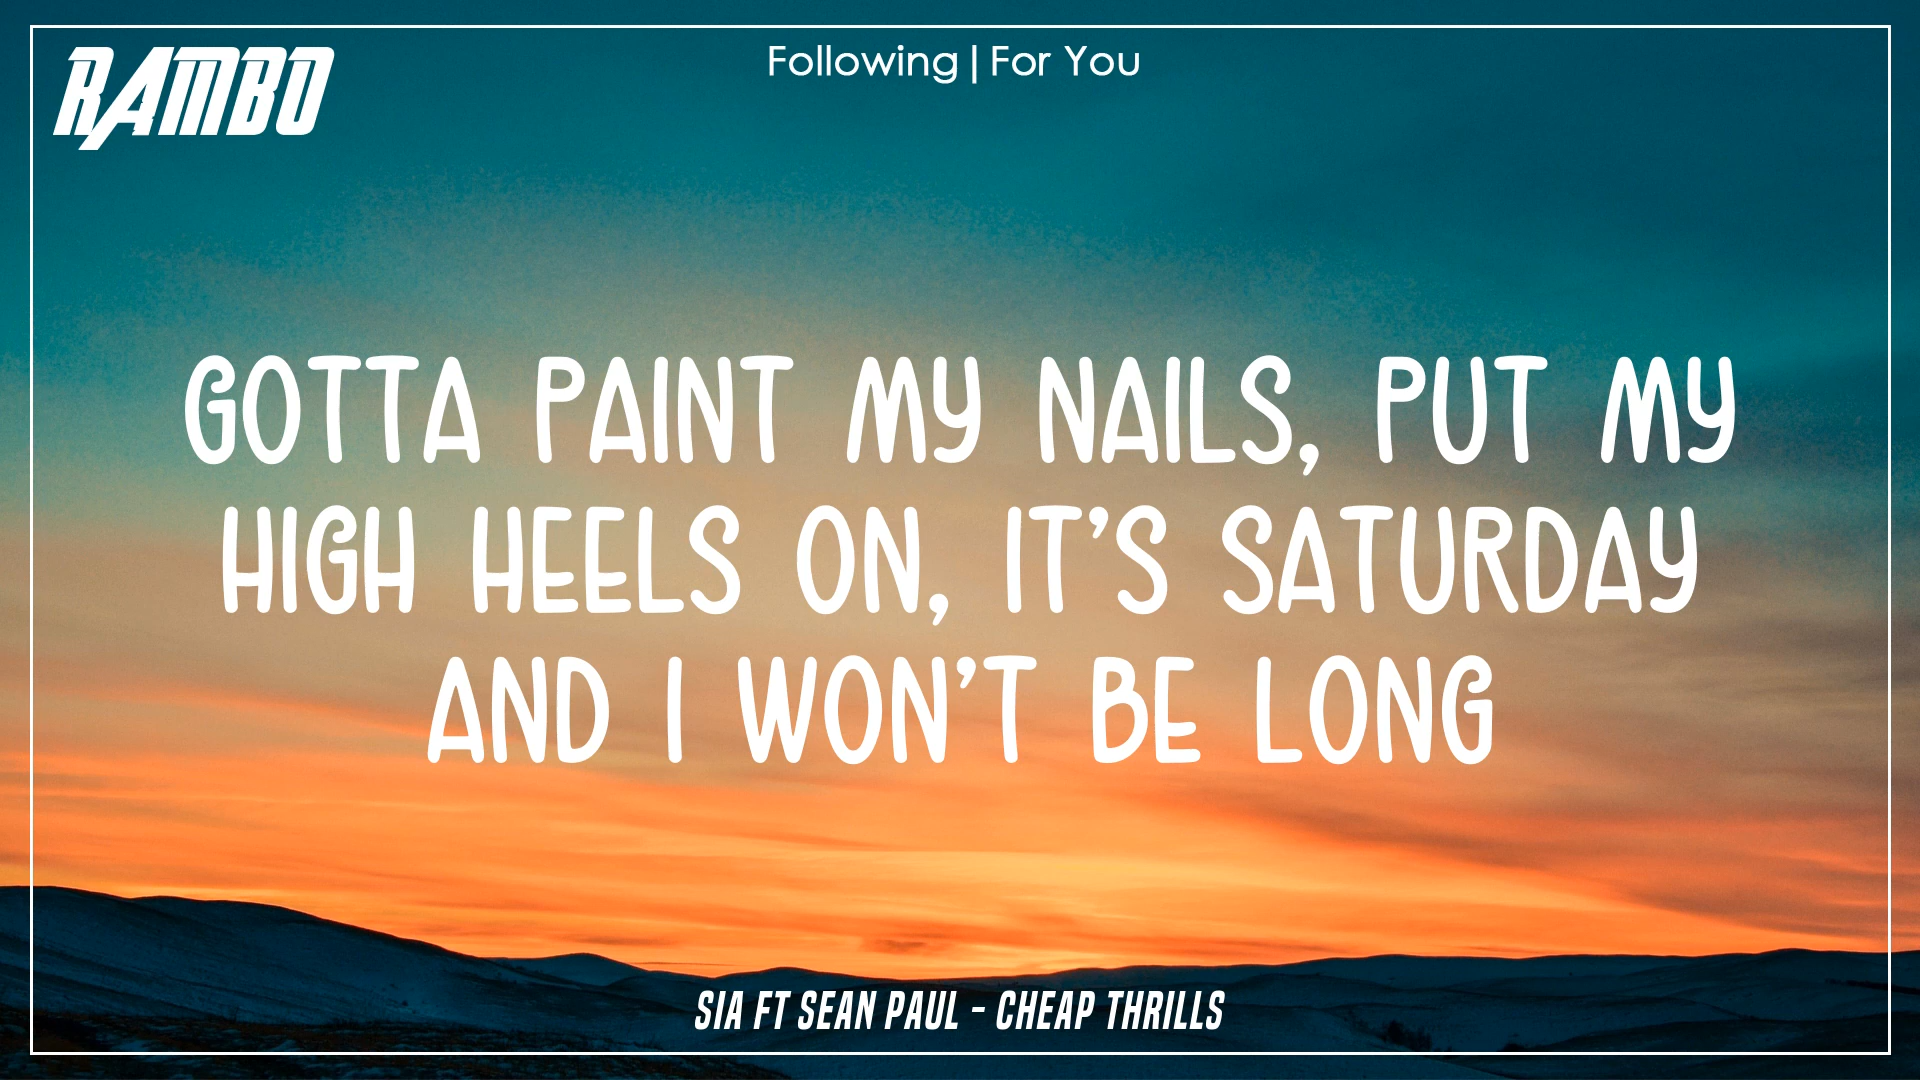 RAMBO
Following | For You
GOTTA PAINT MY NAILS, PUT MY
HIGH HEELS ON, IT'S SATURDAY
AND I WON'T BE LONG
SIA FT SEAN PAUL - CHEAP THRILLS